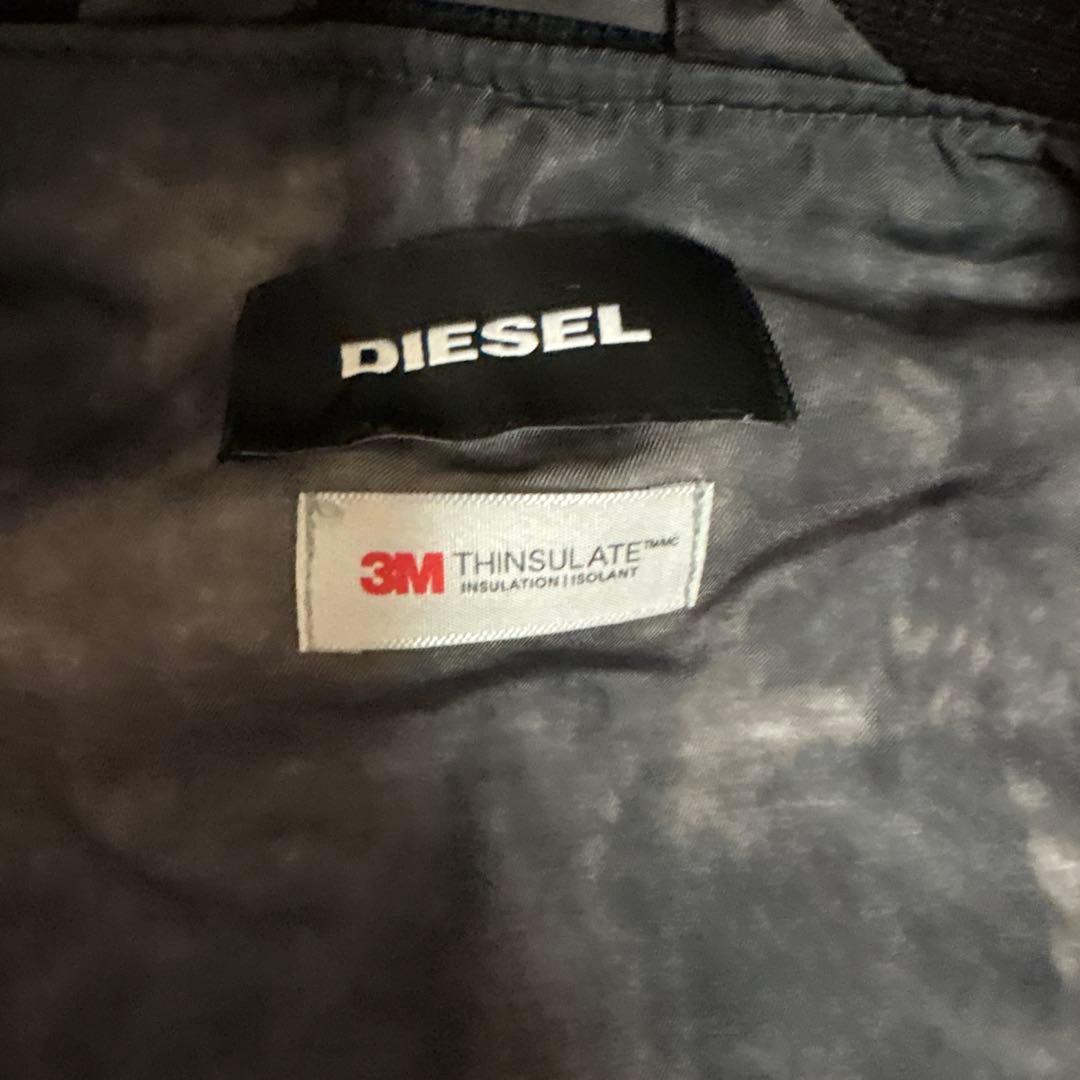 DIESEL
3M THINSULATE™MC
INSULATION | ISOLANT